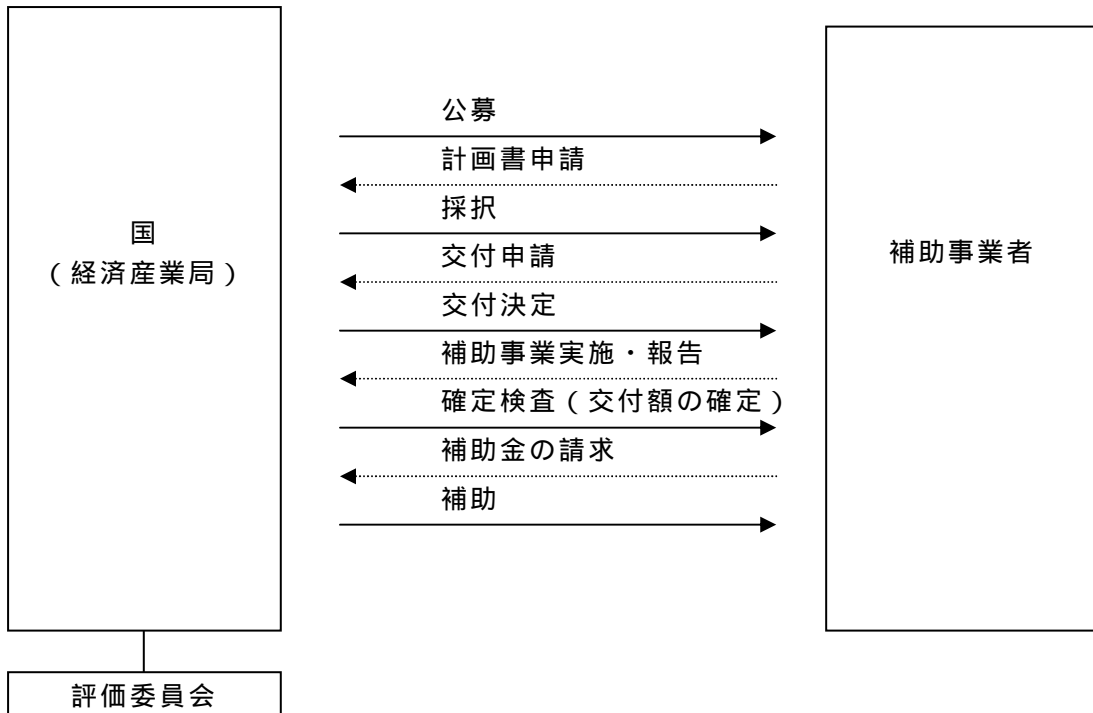 国
（経済産業局）
公募
計画書申請
採択
交付申請
交付決定
補助事業実施・報告
確定検査（交付額の確定）
補助金の請求
補助
補助事業者
評価委員会